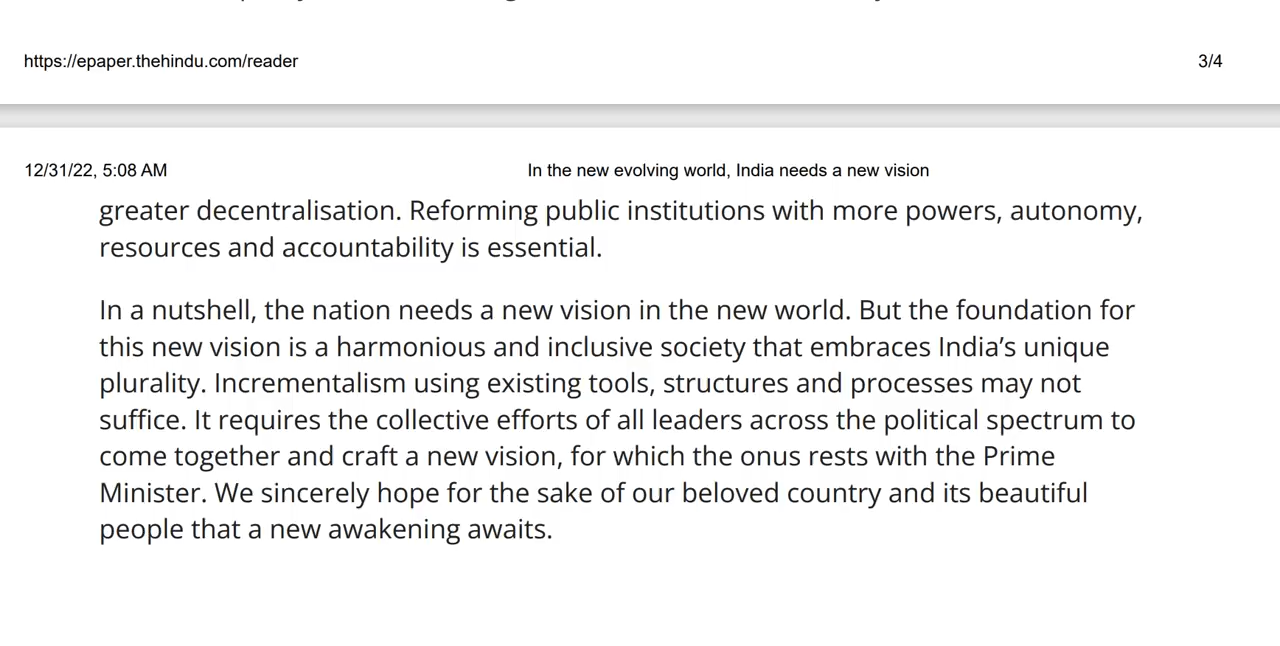 https://epaper.thehindu.com/reader 3/4
12/31/22, 5:08 AM In the new evolving world, India needs a new vision
greater decentralisation. Reforming public institutions with more powers, autonomy,
resources and accountability is essential.
In a nutshell, the nation needs a new vision in the new world. But the foundation for
this new vision is a harmonious and inclusive society that embraces India’s unique
plurality. Incrementalism using existing tools, structures and processes may not
suffice. It requires the collective efforts of all leaders across the political spectrum to
come together and craft a new vision, for which the onus rests with the Prime
Minister. We sincerely hope for the sake of our beloved country and its beautiful
people that a new awakening awaits.